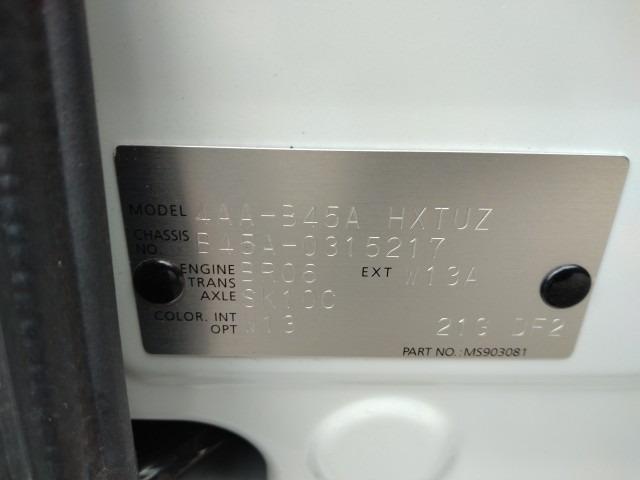 MODEL 4AA-B45A HXTUZ
CHASSIS NO. B45A-0315217
ENGINE BR06 EXT W13A
TRANS AXLE SK10C
COLOR. INT W13
OPT 213 DF2
PART NO.: MS903081